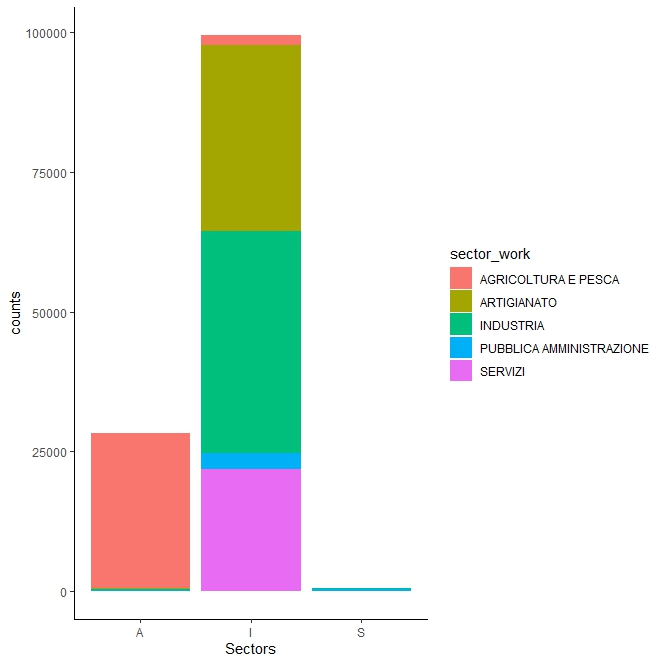 100000
75000
50000
25000
0
counts
A I S
Sectors
sector_work
AGRICOLTURA E PESCA
ARTIGIANATO
INDUSTRIA
PUBBLICA AMMINISTRAZIONE
SERVIZI